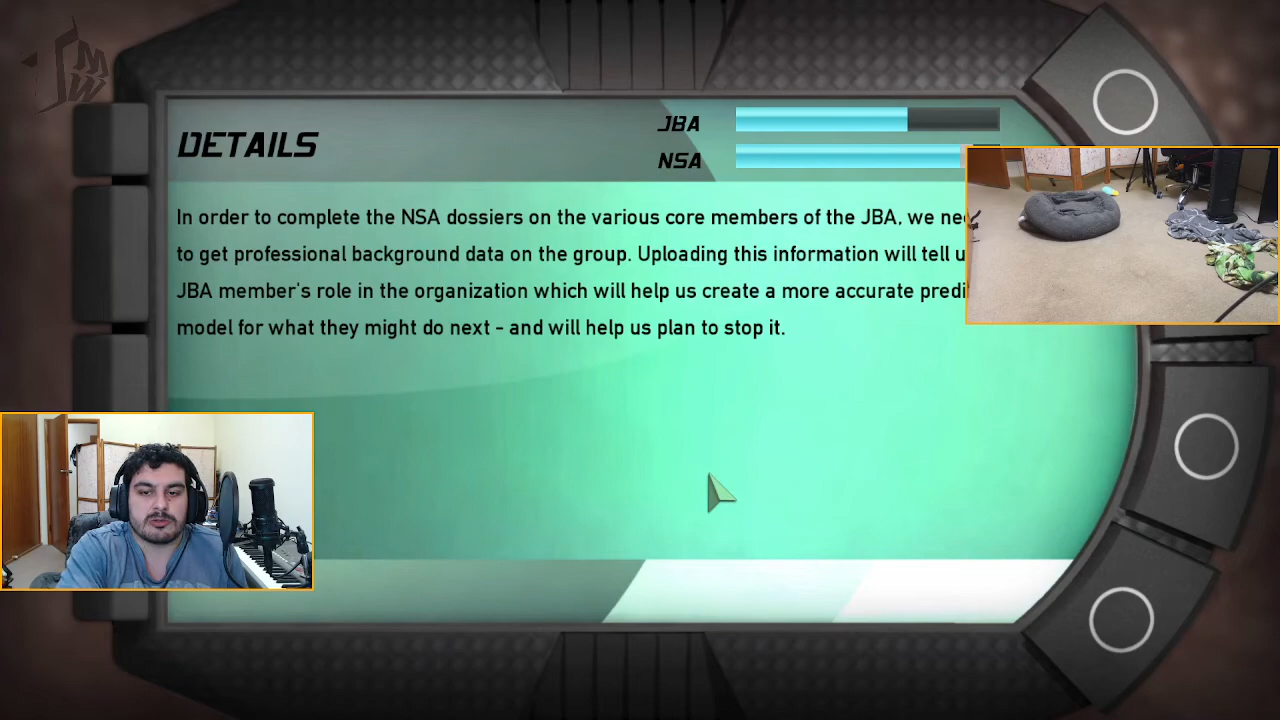 DETAILS
JBA
NSA
In order to complete the NSA dossiers on the various core members of the JBA, we
to get professional background data on the group. Uploading this information will tell
JBA member's role in the organization which will help us create a more accurate
model for what they might do next - and will help us plan to stop it.